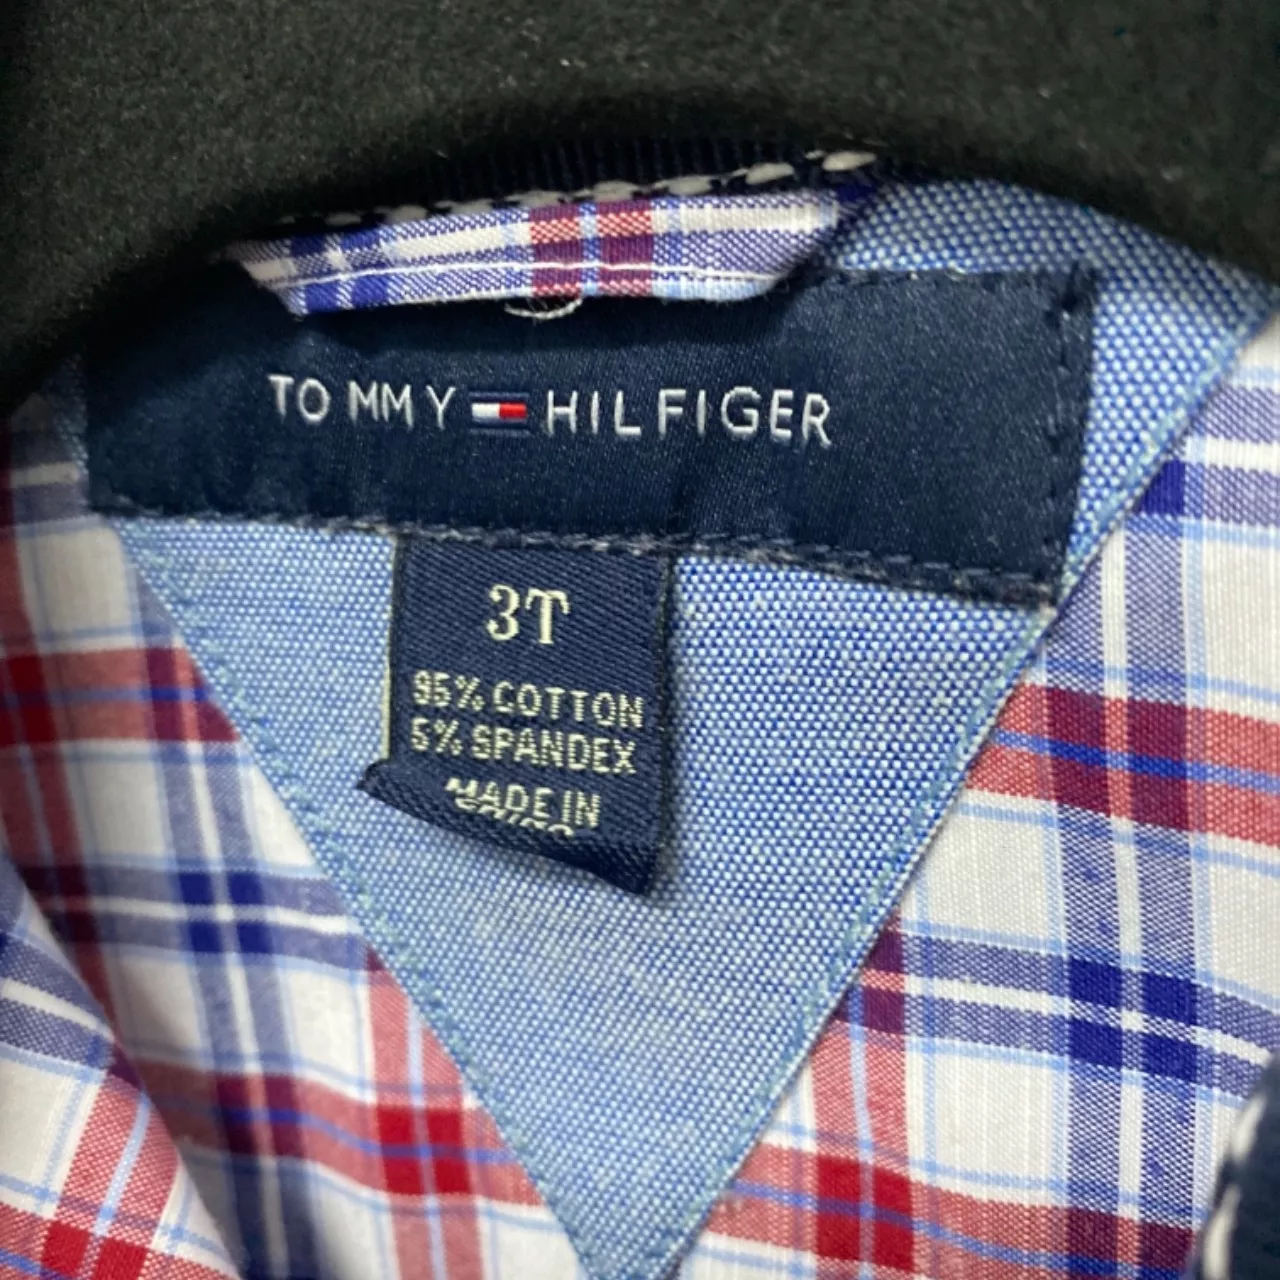 TOMMY HILFIGER
3T
95% COTTON
5% SPANDEX
MADE IN